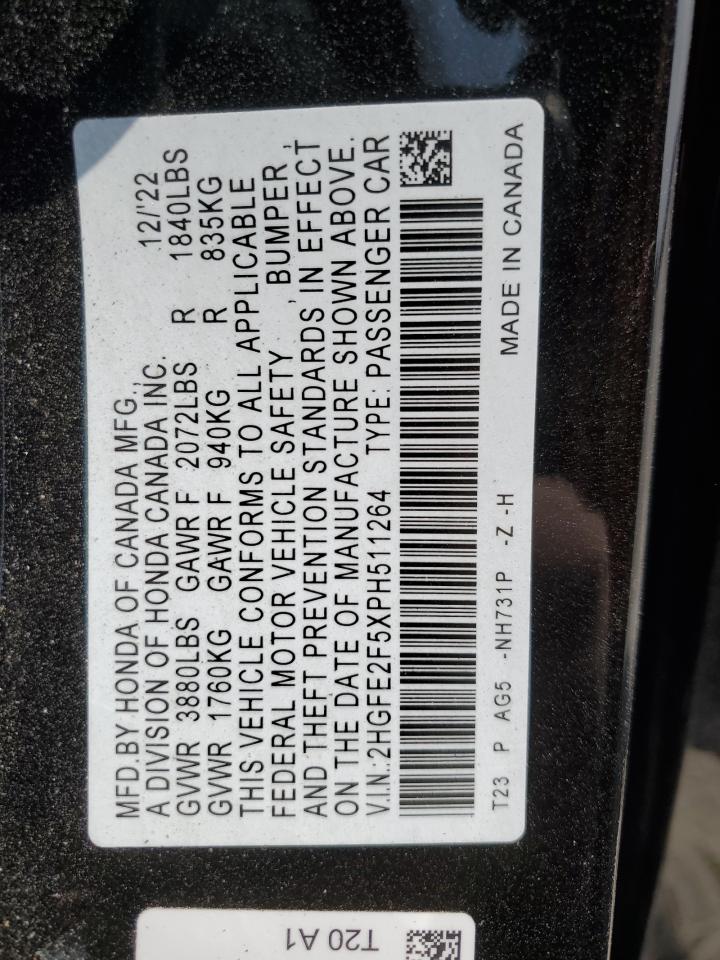 MFD.BY HONDA OF CANADA MFG.,
A DIVISION OF HONDA CANADA INC. 12/'22
GVWR 3880LBS GAWR F 2072LBS R 1840LBS
GVWR 1760KG GAWR F 940KG R 835KG
THIS VEHICLE CONFORMS TO ALL APPLICABLE
FEDERAL MOTOR VEHICLE SAFETY, BUMPER,
AND THEFT PREVENTION STANDARDS IN EFFECT
ON THE DATE OF MANUFACTURE SHOWN ABOVE.
V.I.N.:2HGFE2F5XPH511264 TYPE: PASSENGER CAR
T23 P AG5 -NH731P -Z -H MADE IN CANADA
T20 A1